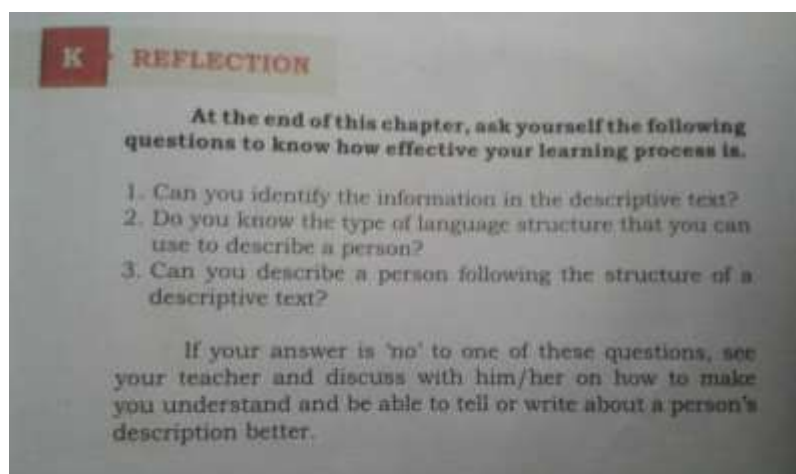 K REFLECTION
At the end of this chapter, ask yourself the following
questions to know how effective your learning process is.
1. Can you identify the information in the descriptive text?
2. Do you know the type of language structure that you can
use to describe a person?
3. Can you describe a person following the structure of a
descriptive text?
If your answer is 'no' to one of these questions, see
your teacher and discuss with him/her on how to make
you understand and be able to tell or write about a person's
description better.